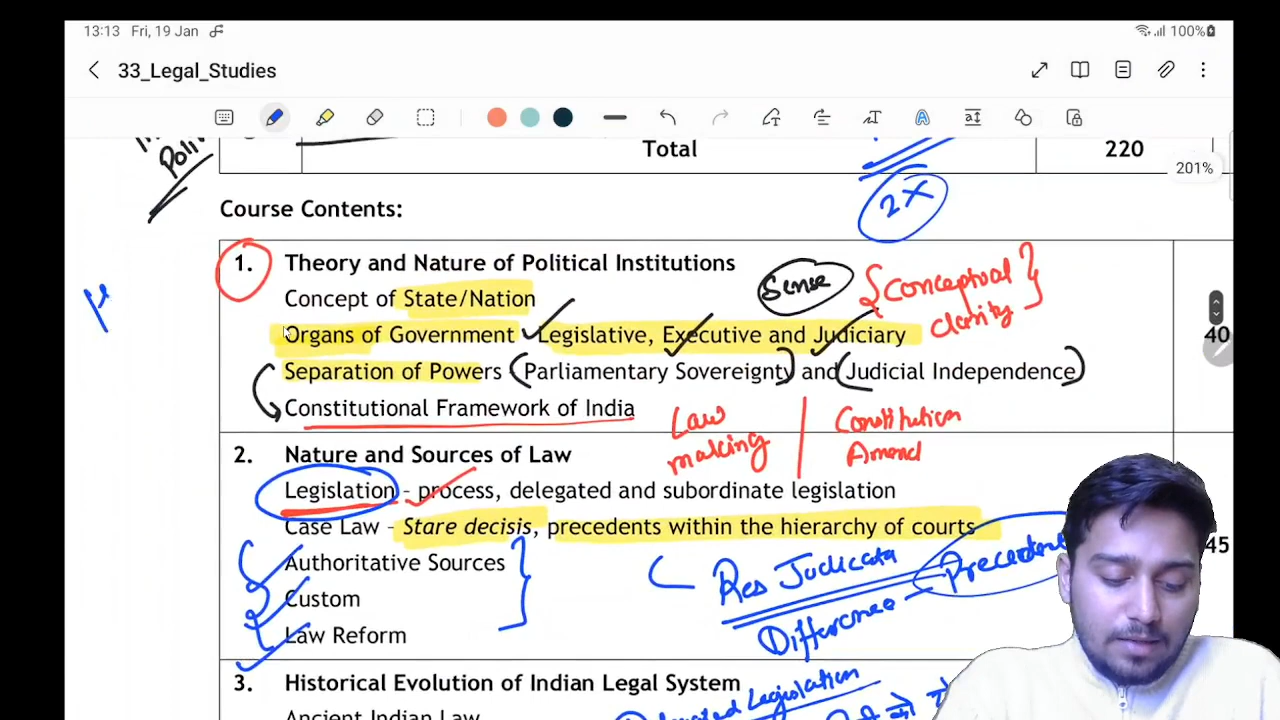 13:13 Fri, 19 Jan
100%
33_Legal_Studies
Total 220
201%
2x
Course Contents:
1. Theory and Nature of Political Institutions
Sense {Conceptual clarity}
Concept of State/Nation
Organs of Government Legislative, Executive and Judiciary 40
Separation of Powers (Parliamentary Sovereignty) and (Judicial Independence)
Constitutional Framework of India
Law making | Constitution Amend
2. Nature and Sources of Law
Legislation - process, delegated and subordinate legislation
Case Law - Stare decisis, precedents within the hierarchy of courts
45
Authoritative Sources
Res Judicata Precedent
Custom
Difference
Law Reform
3. Historical Evolution of Indian Legal System
Delegated Legislation
Ancient Indian Law